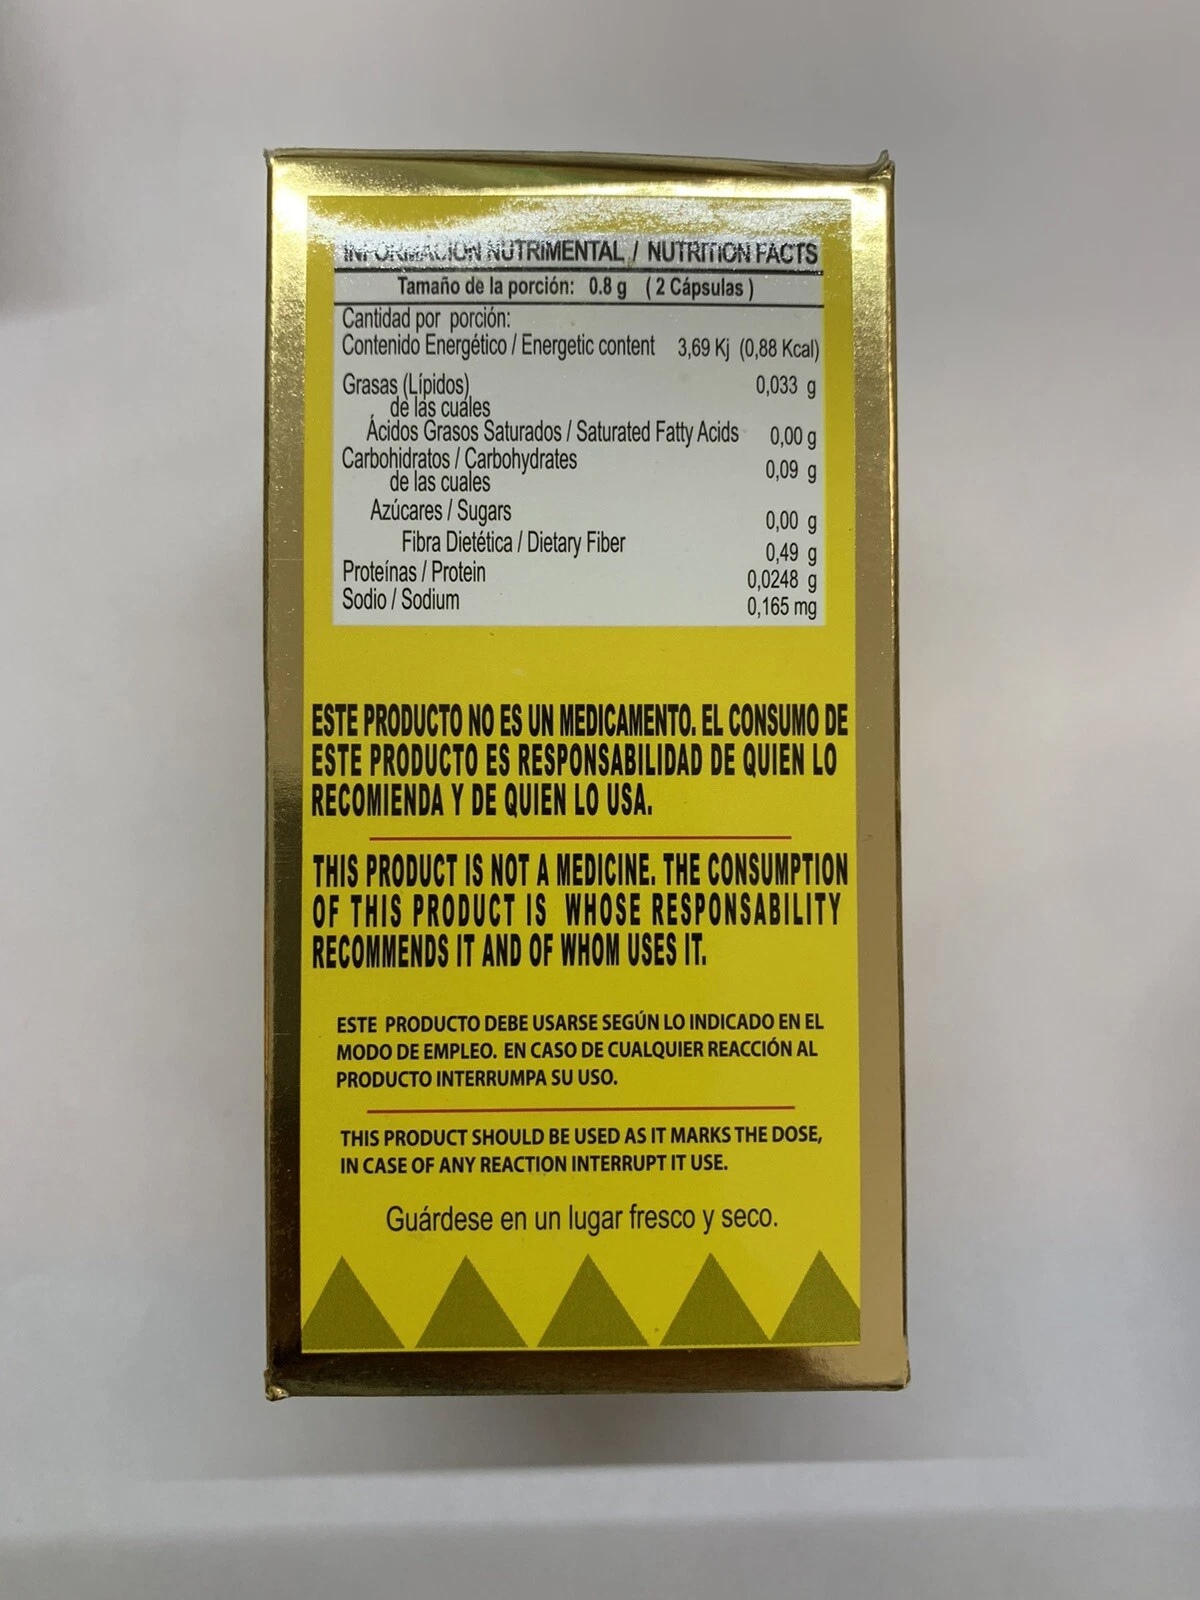 INFORMACION NUTRIMENTAL / NUTRITION FACTS
Tamaño de la porción: 0.8 g ( 2 Cápsulas )
Cantidad por porción:
Contenido Energético / Energetic content 3,69 Kj (0,88 Kcal)
Grasas (Lípidos) 0,033 g
de las cuales
Ácidos Grasos Saturados / Saturated Fatty Acids 0,00 g
Carbohidratos / Carbohydrates 0,09 g
de las cuales
Azúcares / Sugars 0,00 g
Fibra Dietética / Dietary Fiber 0,49 g
Proteínas / Protein 0,0248 g
Sodio / Sodium 0,165 mg
ESTE PRODUCTO NO ES UN MEDICAMENTO. EL CONSUMO DE
ESTE PRODUCTO ES RESPONSABILIDAD DE QUIEN LO
RECOMIENDA Y DE QUIEN LO USA.
THIS PRODUCT IS NOT A MEDICINE. THE CONSUMPTION
OF THIS PRODUCT IS WHOSE RESPONSABILITY
RECOMMENDS IT AND OF WHOM USES IT.
ESTE PRODUCTO DEBE USARSE SEGÚN LO INDICADO EN EL
MODO DE EMPLEO. EN CASO DE CUALQUIER REACCIÓN AL
PRODUCTO INTERRUMPA SU USO.
THIS PRODUCT SHOULD BE USED AS IT MARKS THE DOSE,
IN CASE OF ANY REACTION INTERRUPT IT USE.
Guárdese en un lugar fresco y seco.